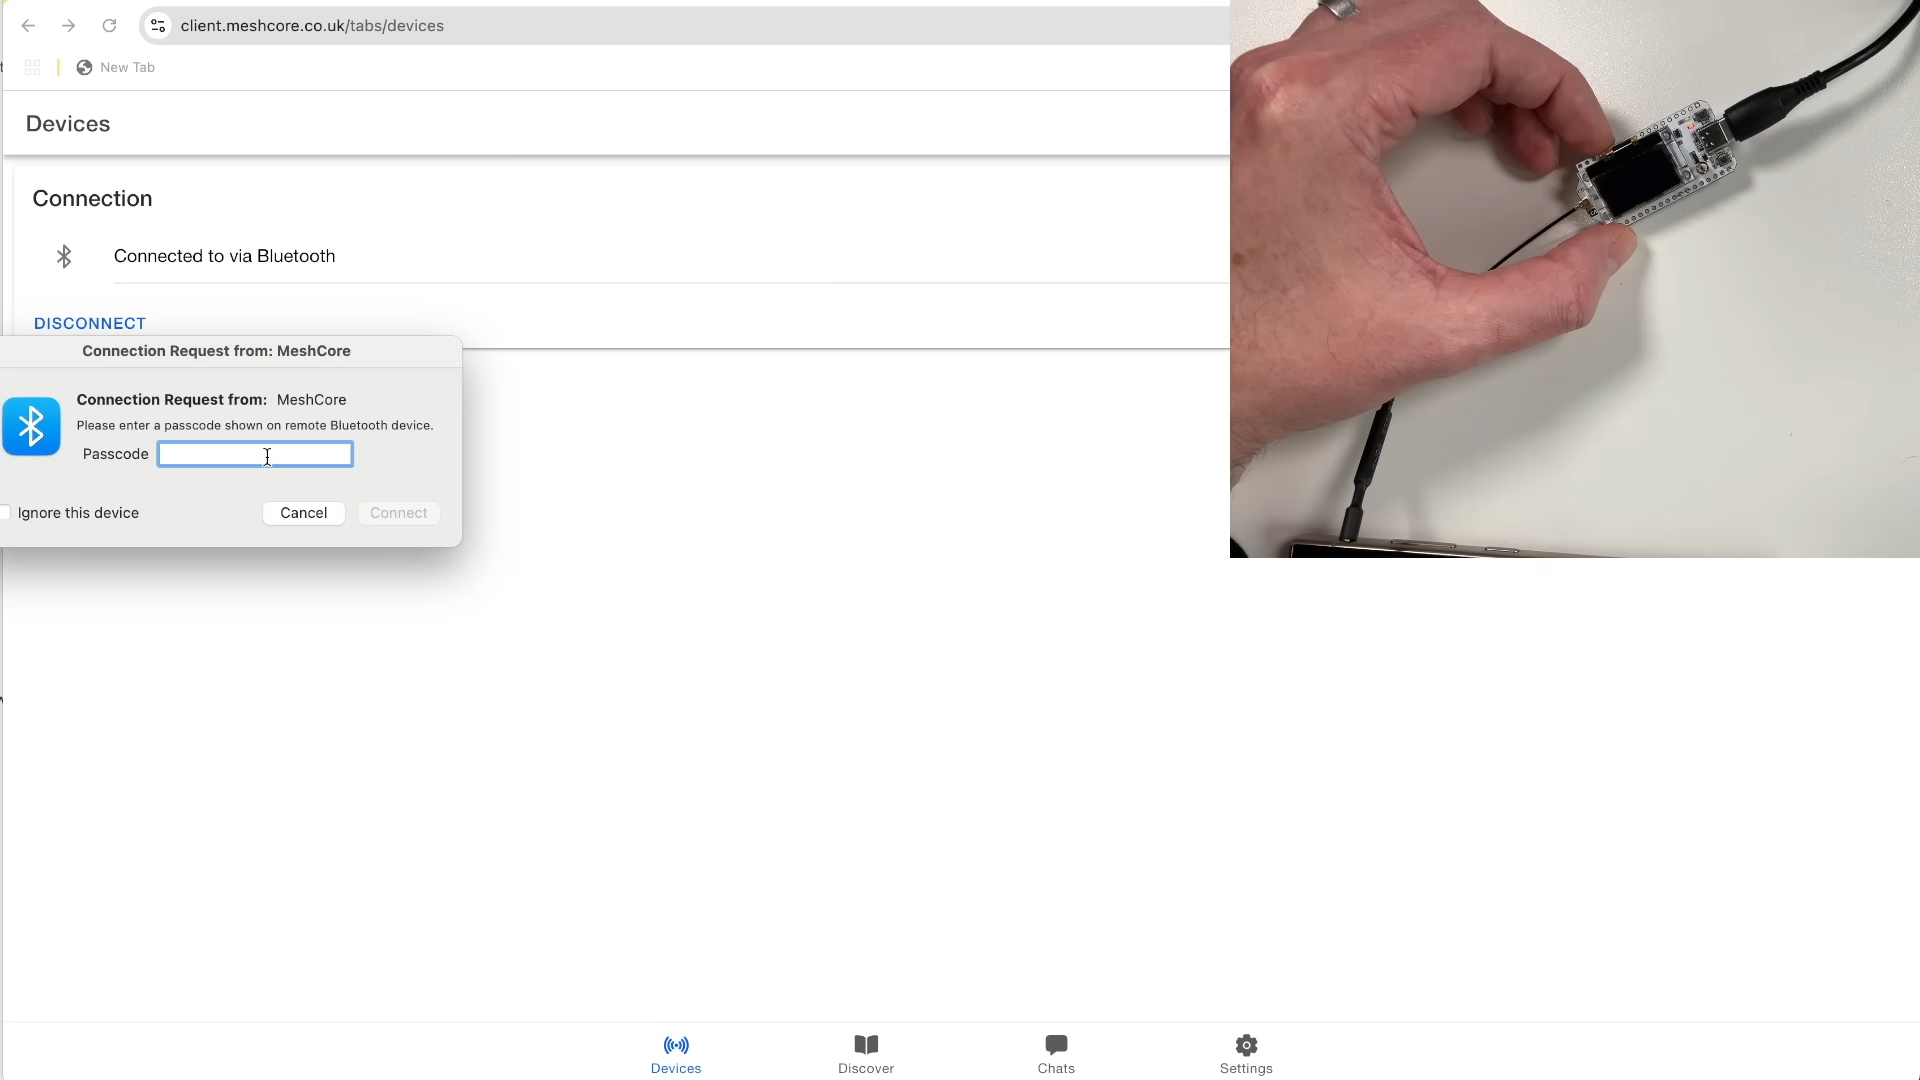 client.meshcore.co.uk/tabs/devices
New Tab
Devices
Connection
Connected to via Bluetooth
DISCONNECT
Connection Request from: MeshCore
Connection Request from: MeshCore
Please enter a passcode shown on remote Bluetooth device.
Passcode
Ignore this device
Cancel
Connect
Devices
Discover
Chats
Settings